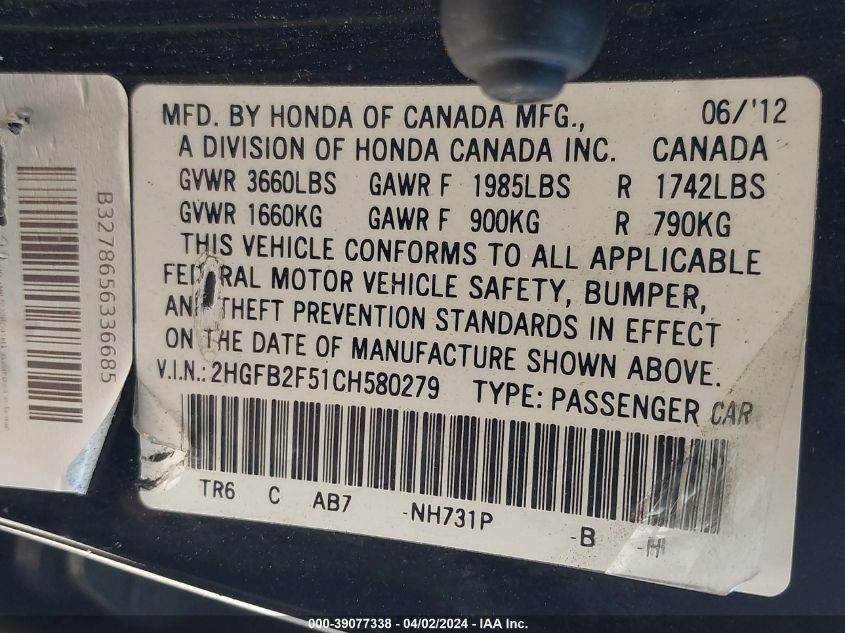 MFD. BY HONDA OF CANADA MFG., 06/'12
A DIVISION OF HONDA CANADA INC. CANADA
GVWR 3660LBS GAWR F 1985LBS R 1742LBS
GVWR 1660KG GAWR F 900KG R 790KG
THIS VEHICLE CONFORMS TO ALL APPLICABLE
MOTOR VEHICLE SAFETY, BUMPER,
THEFT PREVENTION STANDARDS IN EFFECT
ON THE DATE OF MANUFACTURE SHOWN ABOVE.
V.I.N.: 2HGFB2F51CH580279 TYPE: PASSENGER CAR
TR6 C AB7 -NH731P -B -H
B3278656336685
000-39077338 - 04/02/2024 - IAA Inc.